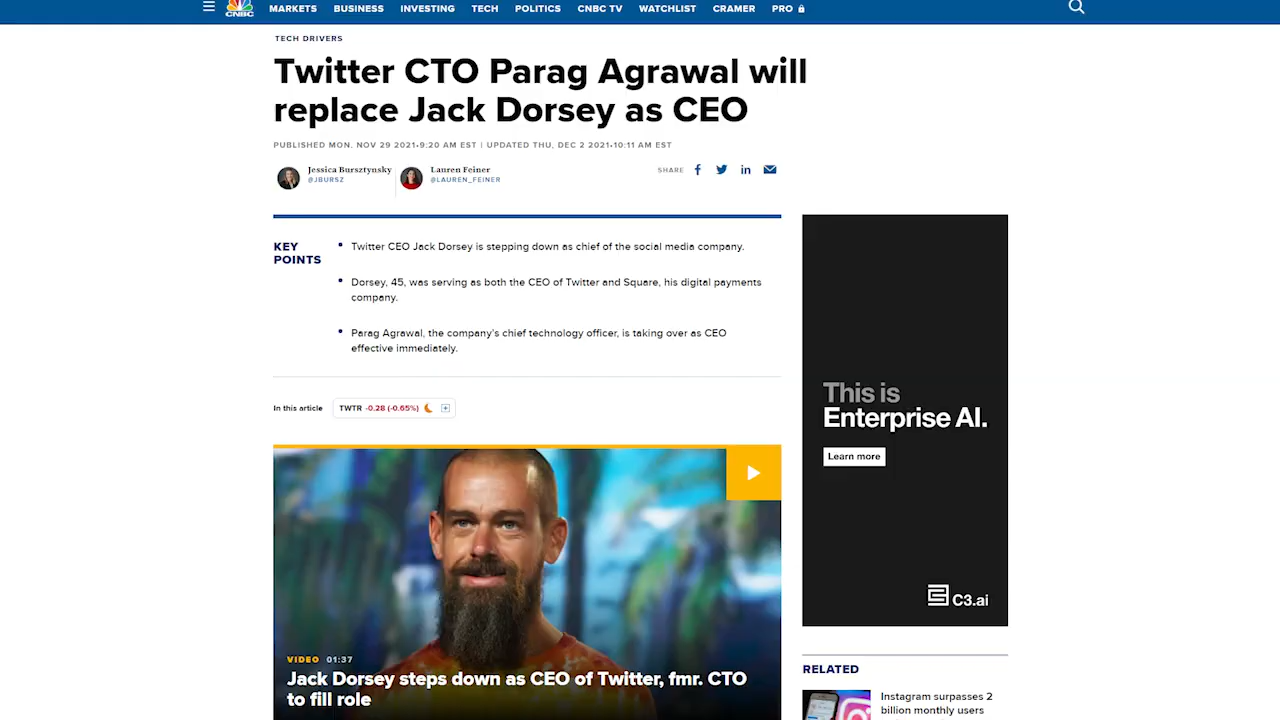 CNBC
MARKETS BUSINESS INVESTING TECH POLITICS CNBC TV WATCHLIST CRAMER PRO
TECH DRIVERS
Twitter CTO Parag Agrawal will
replace Jack Dorsey as CEO
PUBLISHED MON, NOV 29 2021•9:20 AM EST | UPDATED THU, DEC 2 2021•10:11 AM EST
Jessica Bursztynsky
@JBURSZ
Lauren Feiner
@LAUREN_FEINER
SHARE
KEY
POINTS
Twitter CEO Jack Dorsey is stepping down as chief of the social media company.
Dorsey, 45, was serving as both the CEO of Twitter and Square, his digital payments
company.
Parag Agrawal, the company's chief technology officer, is taking over as CEO
effective immediately.
In this article
TWTR -0.28 (-0.65%)
VIDEO 01:37
Jack Dorsey steps down as CEO of Twitter, fmr. CTO
to fill role
This is
Enterprise AI.
Learn more
C3.ai
RELATED
Instagram surpasses 2
billion monthly users